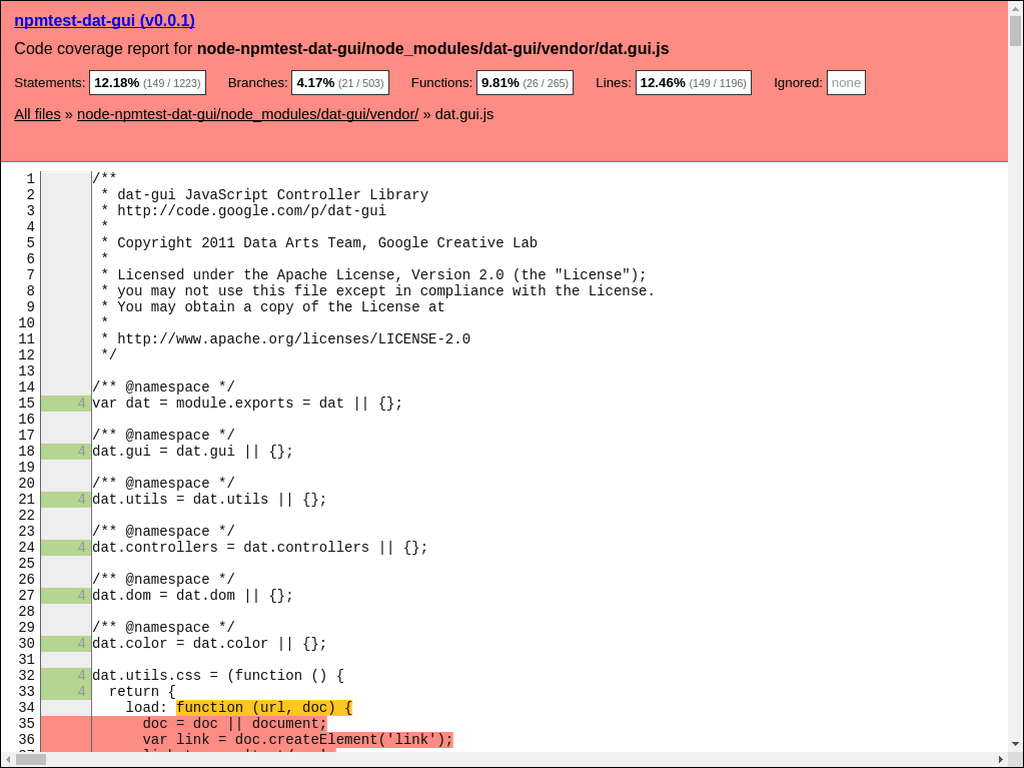 npmtest-dat-gui (v0.0.1)
Code coverage report for node-npmtest-dat-gui/node_modules/dat-gui/vendor/dat.gui.js
Statements: 12.18% (149 / 1223) Branches: 4.17% (21 / 503) Functions: 9.81% (26 / 265) Lines: 12.46% (149 / 1196) Ignored: none
All files » node-npmtest-dat-gui/node_modules/dat-gui/vendor/ » dat.gui.js
1 /**
2  * dat-gui JavaScript Controller Library
3  * http://code.google.com/p/dat-gui
4  *
5  * Copyright 2011 Data Arts Team, Google Creative Lab
6  *
7  * Licensed under the Apache License, Version 2.0 (the "License");
8  * you may not use this file except in compliance with the License.
9  * You may obtain a copy of the License at
10  *
11  * http://www.apache.org/licenses/LICENSE-2.0
12  */
13
14 /** @namespace */
15 4 var dat = module.exports = dat || {};
16
17 /** @namespace */
18 4 dat.gui = dat.gui || {};
19
20 /** @namespace */
21 4 dat.utils = dat.utils || {};
22
23 /** @namespace */
24 4 dat.controllers = dat.controllers || {};
25
26 /** @namespace */
27 4 dat.dom = dat.dom || {};
28
29 /** @namespace */
30 4 dat.color = dat.color || {};
31
32 4 dat.utils.css = (function () {
33 4   return {
34     load: function (url, doc) {
35       doc = doc || document;
36       var link = doc.createElement('link');